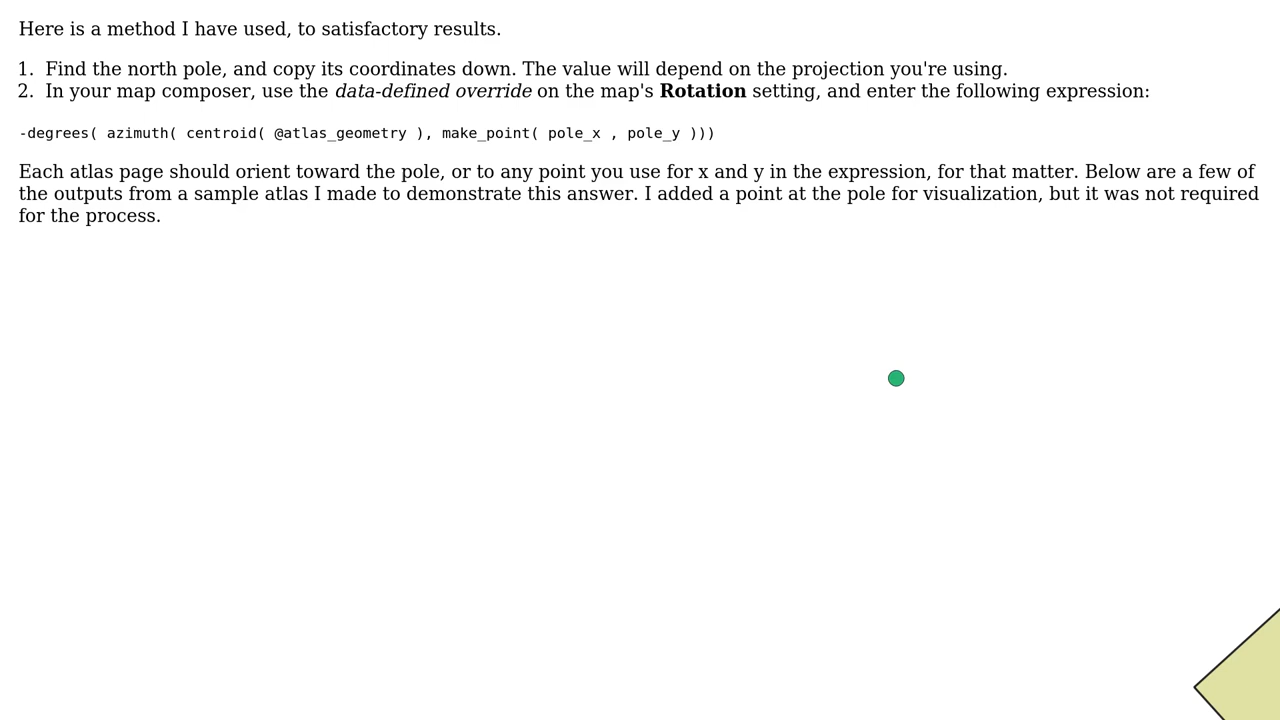 Here is a method I have used, to satisfactory results.
1. Find the north pole, and copy its coordinates down. The value will depend on the projection you're using.
2. In your map composer, use the data-defined override on the map's Rotation setting, and enter the following expression:
-degrees( azimuth( centroid( @atlas_geometry ), make_point( pole_x , pole_y )))
Each atlas page should orient toward the pole, or to any point you use for x and y in the expression, for that matter. Below are a few of
the outputs from a sample atlas I made to demonstrate this answer. I added a point at the pole for visualization, but it was not required
for the process.